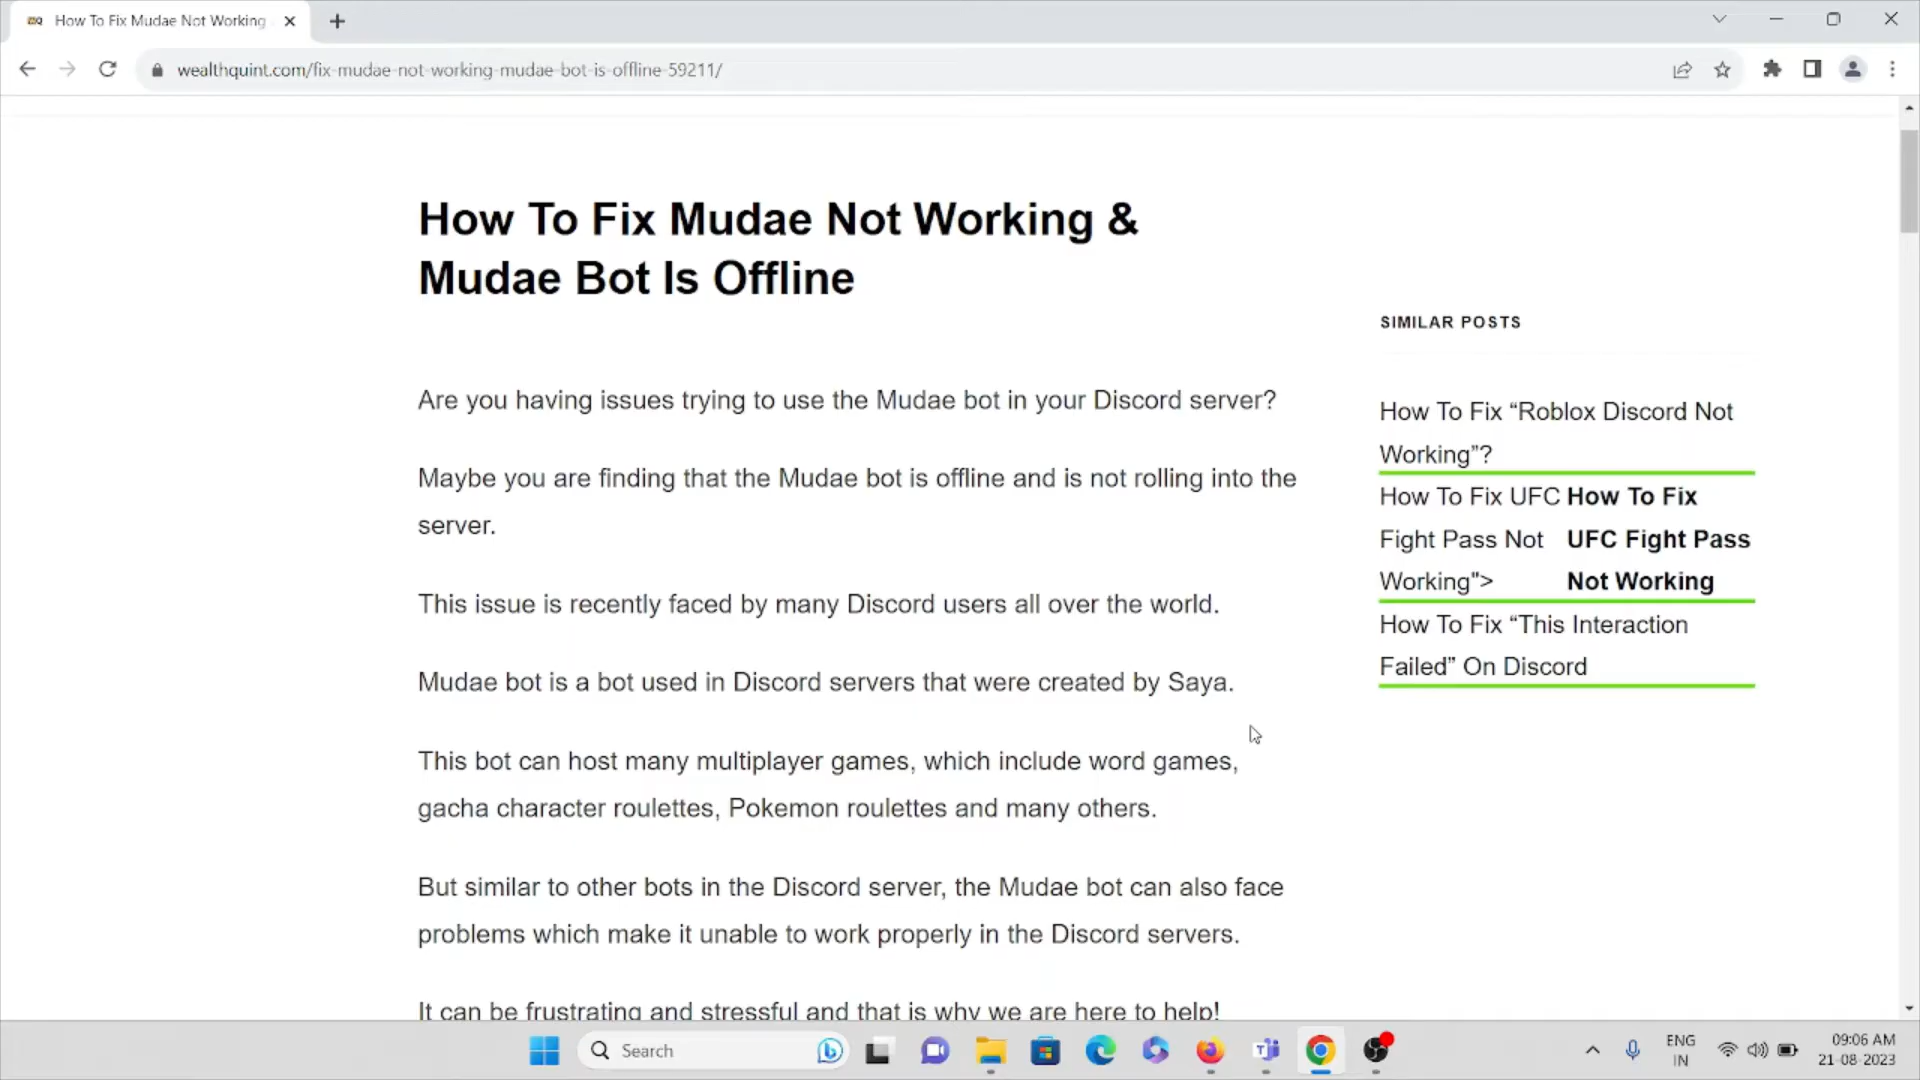 How To Fix Mudae Not Working
wealthquint.com/fix-mudae-not-working-mudae-bot-is-offline-59211/
How To Fix Mudae Not Working &
Mudae Bot Is Offline
Are you having issues trying to use the Mudae bot in your Discord server?
Maybe you are finding that the Mudae bot is offline and is not rolling into the
server.
This issue is recently faced by many Discord users all over the world.
Mudae bot is a bot used in Discord servers that were created by Saya.
This bot can host many multiplayer games, which include word games,
gacha character roulettes, Pokemon roulettes and many others.
But similar to other bots in the Discord server, the Mudae bot can also face
problems which make it unable to work properly in the Discord servers.
It can be frustrating and stressful and that is why we are here to help!
SIMILAR POSTS
How To Fix “Roblox Discord Not
Working”?
How To Fix UFC
Fight Pass Not
Working">
How To Fix
UFC Fight Pass
Not Working
How To Fix “This Interaction
Failed” On Discord
Search
ENG
IN
09:06 AM
21-08-2023